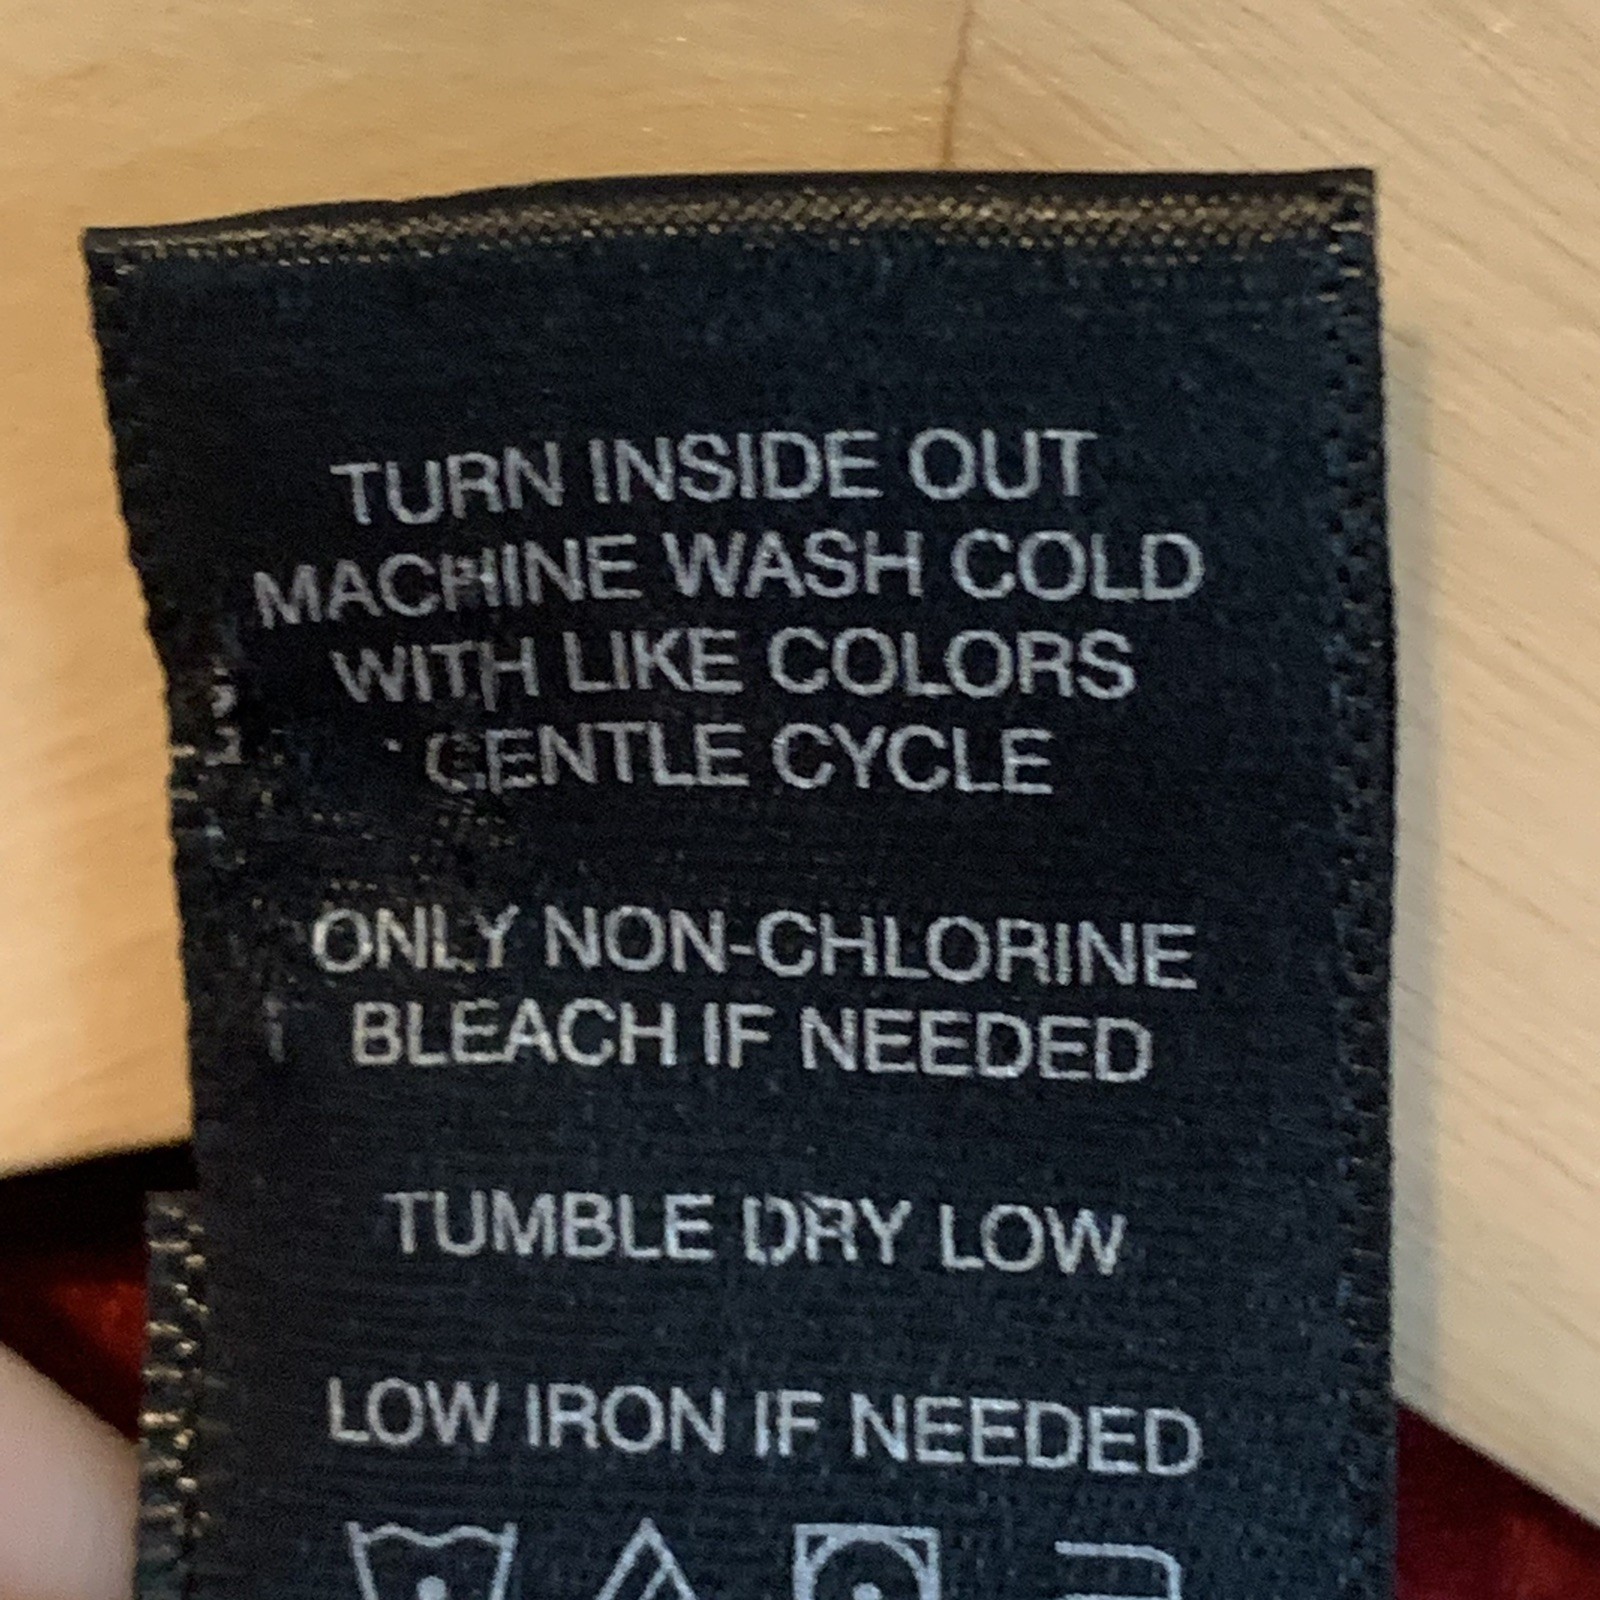 TURN INSIDE OUT
MACHINE WASH COLD
WITH LIKE COLORS
GENTLE CYCLE
ONLY NON-CHLORINE
BLEACH IF NEEDED
TUMBLE DRY LOW
LOW IRON IF NEEDED